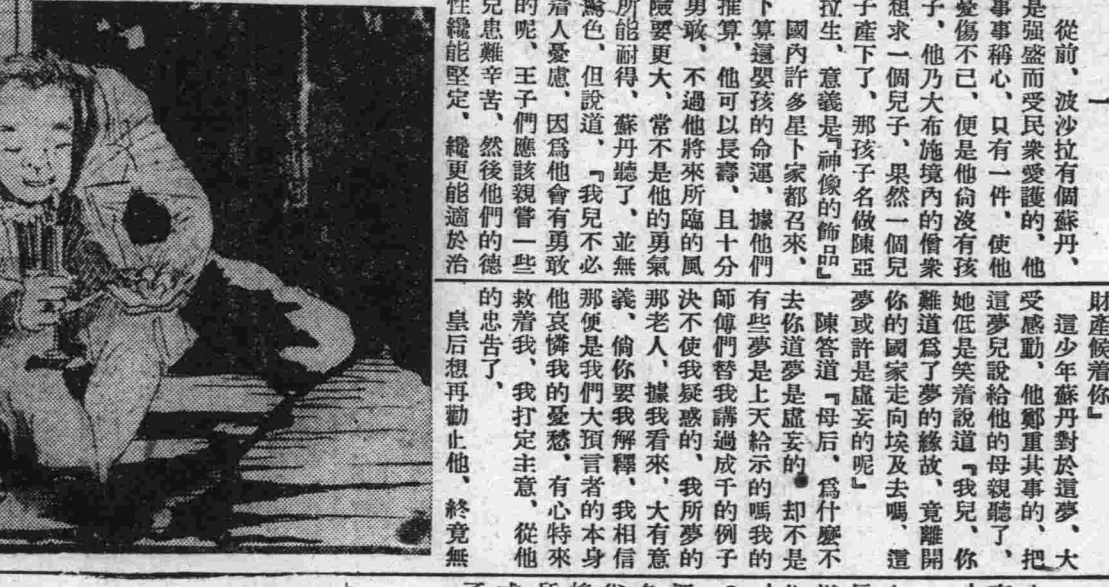 一
從前、波沙拉有個蘇丹、
是强盛而受民衆愛護的、他
事事稱心、只有一件、使他
憂傷不已、便是他尙沒有孩
子、他乃大布施境內的僧衆
想求一個兒子、果然一個兒
子產下了、那孩子名做陳亞
拉生、意義是『神像的飾品』
國內許多星卜家都召來、
下算這嬰孩的命運、據他們
推算、他可以長壽、且十分
勇敢、不過他將來所臨的風
險要更大、常不是他的勇氣
所能耐得、蘇丹聽了、並無
驚色、但說道、『我兒不必
着人憂慮、因爲他會有勇敢
的呢、王子們應該親嘗一些
兒患難辛苦、然後他們的德
性纔能堅定、纔更能適於治
財產候着你』
這少年蘇丹對於這夢、大
受感動、他鄭重其事的、把
這夢兒說給他的母親聽了、
她低是笑着說道『我兒、你
難道爲了夢的緣故、竟離開
你的國家走向埃及去嗎、這
夢或許是虛妄的呢』
陳答道『母后、爲什麼不
去你道夢是虛妄的、却不是
有些夢是上天給示的嗎我的
師傅們替我講過成千的例子
決不使我疑惑的、我所夢的
那老人、據我看來、大有意
義、倘你要我解釋、我相信
那便是我們大預言者的本身
他哀憐我的憂愁、有心特來
救着我、我打定主意、從他
的忠告了、
皇后想再勸止他、終竟無